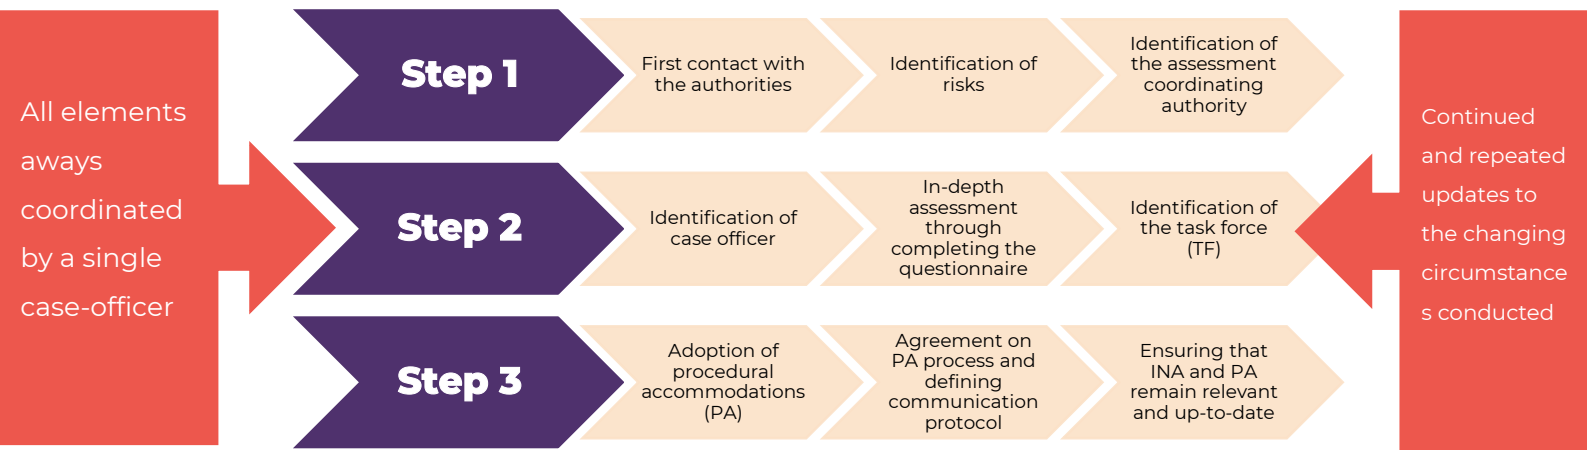 All elements
aways
coordinated
by a single
case-officer
Step 1
First contact with
the authorities
Identification of
risks
Identification of
the assessment
coordinating
authority
Step 2
Identification of
case officer
In-depth
assessment
through
completing the
questionnaire
Identification of
the task force
(TF)
Step 3
Adoption of
procedural
accommodations
(PA)
Agreement on
PA process and
defining
communication
protocol
Ensuring that
INA and PA
remain relevant
and up-to-date
Continued
and repeated
updates to
the changing
circumstance
s conducted